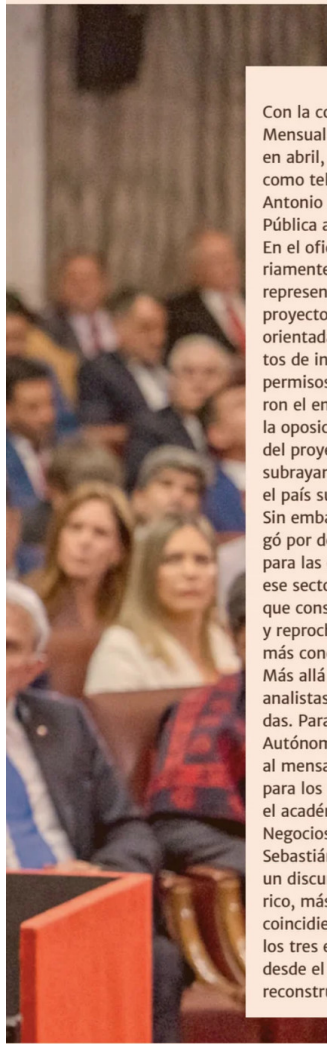 Con la co
Mensual
en abril,
como tel
Antonio
Pública a
En el ofic
riamente
represen
proyecto
orientada
tos de in
permisos
ron el en
la oposic
del proye
subrayar
el país su
Sin emba
gó por de
para las
ese secto
que cons
y reproch
más cond
Más allá
analistas
das. Para
Autónom
al mensa
para los
el acadén
Negocios
Sebastiár
un discu
rico, más
coincidie
los tres e
desde el
reconstru